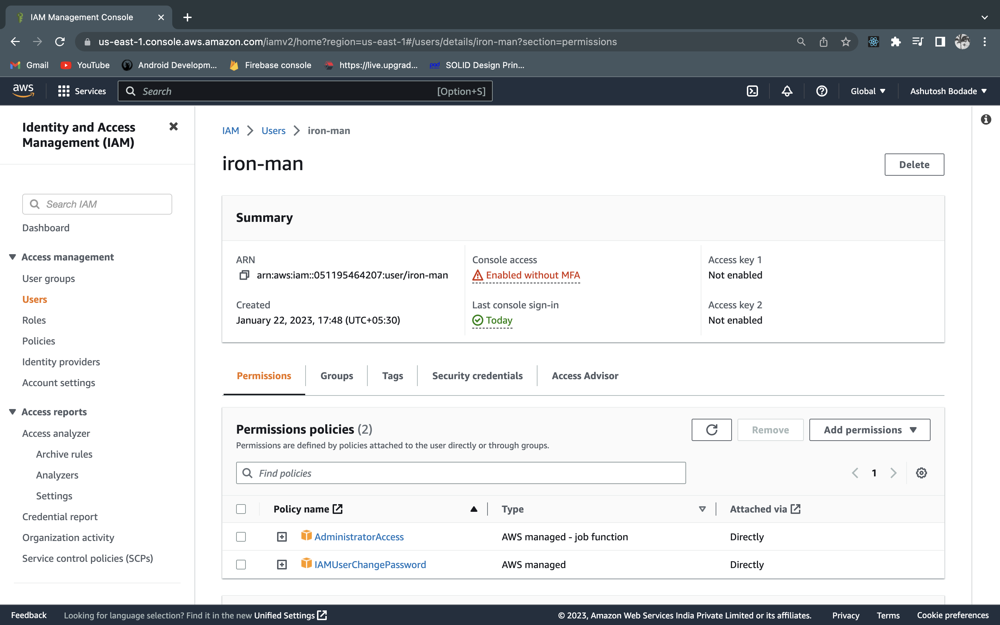 IAM Management Console
us-east-1.console.aws.amazon.com/iamv2/home?region=us-east-1#/users/details/iron-man?section=permissions
Gmail YouTube Android Developm... Firebase console https://live.upgrad... pad SOLID Design Prin...
aws Services Search [Option+S] Global Ashutosh Bodade
Identity and Access
Management (IAM)
Search IAM
Dashboard
Access management
User groups
Users
Roles
Policies
Identity providers
Account settings
Access reports
Access analyzer
Archive rules
Analyzers
Settings
Credential report
Organization activity
Service control policies (SCPs)
IAM Users iron-man
iron-man
Delete
Summary
ARN
arn:aws:iam::051195464207:user/iron-man
Created
January 22, 2023, 17:48 (UTC+05:30)
Console access
Enabled without MFA
Last console sign-in
Today
Access key 1
Not enabled
Access key 2
Not enabled
Permissions Groups Tags Security credentials Access Advisor
Permissions policies (2)
Permissions are defined by policies attached to the user directly or through groups.
Remove Add permissions
Find policies
1
Policy name Type Attached via
AdministratorAccess AWS managed - job function Directly
IAMUserChangePassword AWS managed Directly
Feedback Looking for language selection? Find it in the new Unified Settings © 2023, Amazon Web Services India Private Limited or its affiliates. Privacy Terms Cookie preferences